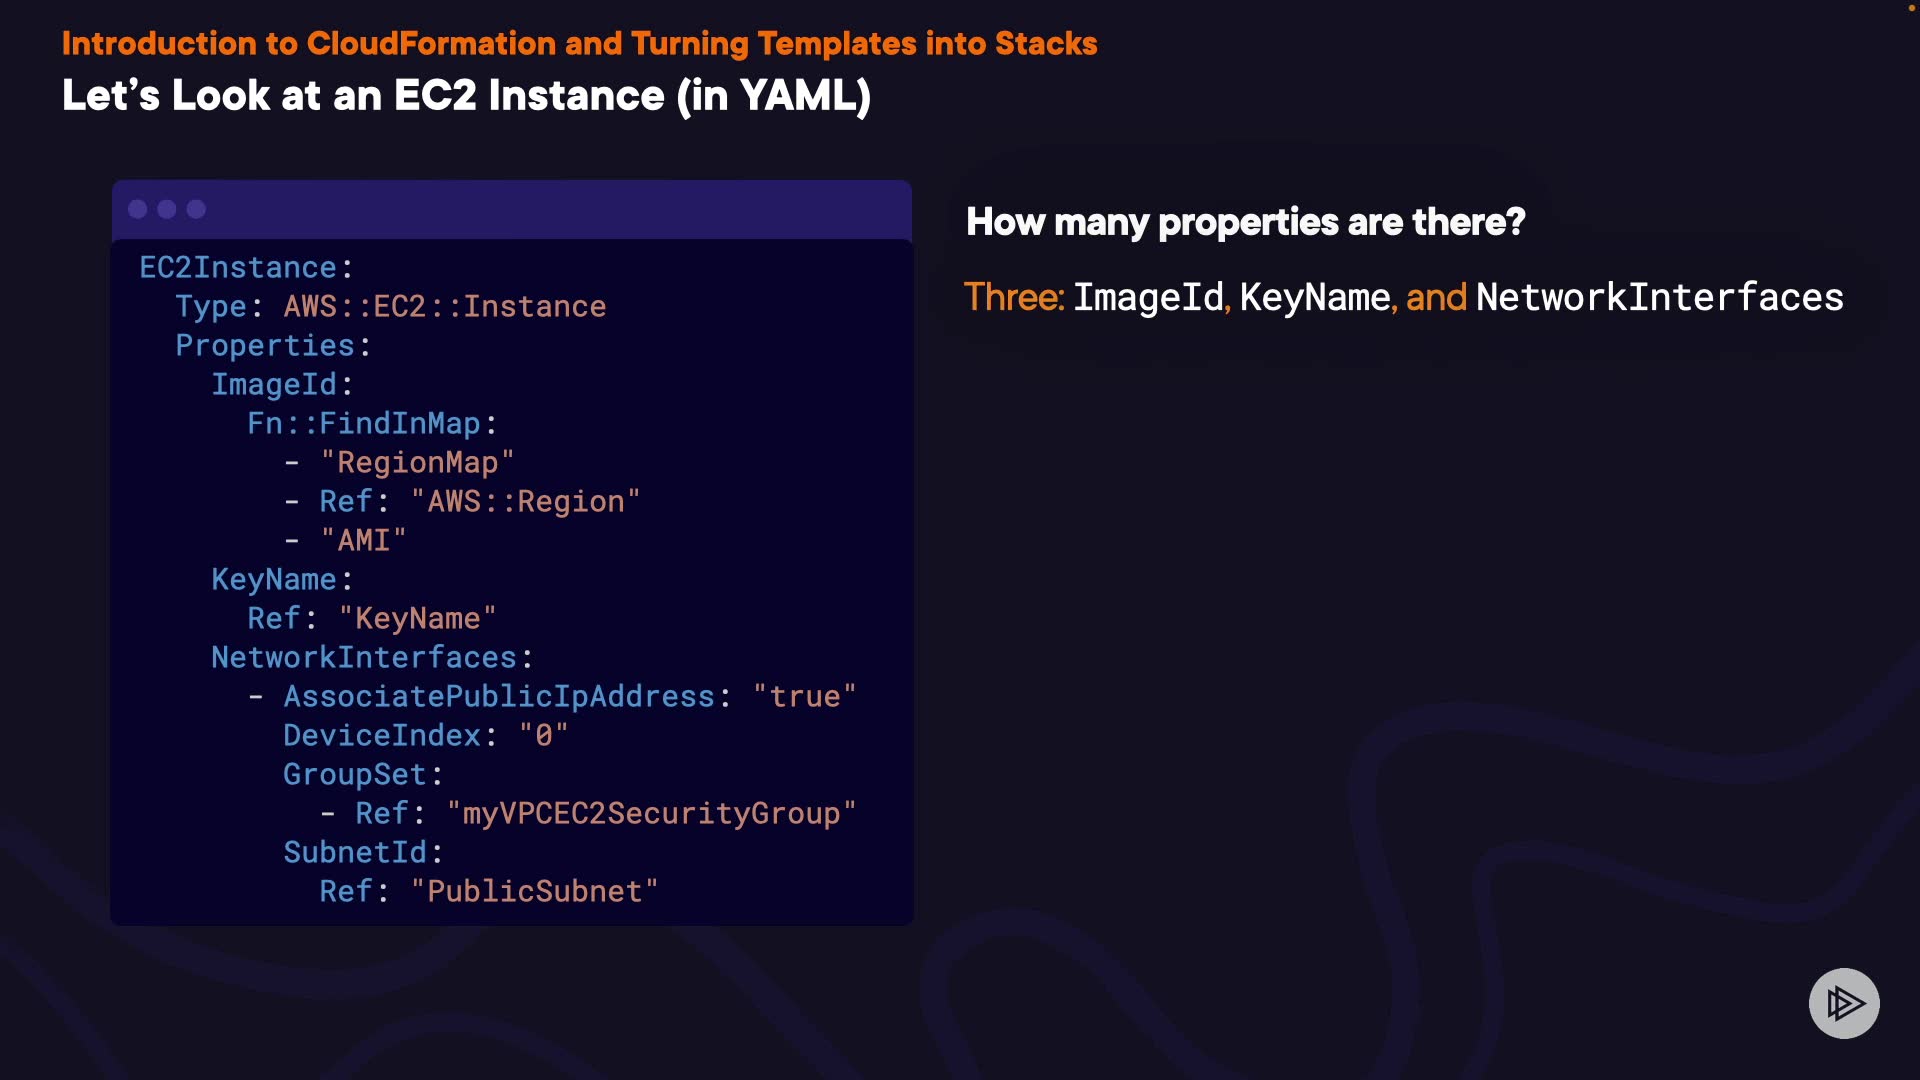 Introduction to CloudFormation and Turning Templates into Stacks
Let's Look at an EC2 Instance (in YAML)
EC2Instance:
  Type: AWS::EC2::Instance
  Properties:
    ImageId:
      Fn::FindInMap:
        - "RegionMap"
        - Ref: "AWS::Region"
        - "AMI"
    KeyName:
      Ref: "KeyName"
    NetworkInterfaces:
      - AssociatePublicIpAddress: "true"
        DeviceIndex: "0"
        GroupSet:
          - Ref: "myVPCEC2SecurityGroup"
        SubnetId:
          Ref: "PublicSubnet"
How many properties are there?
Three: ImageId, KeyName, and NetworkInterfaces